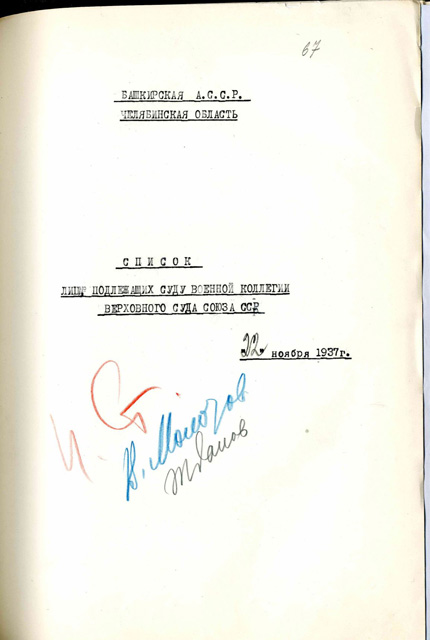 67
БАШКИРСКАЯ А.С.С.Р.
ЧЕЛЯБИНСКАЯ ОБЛАСТЬ
СПИСОК
ЛИЦ, ПОДЛЕЖАЩИХ СУДУ ВОЕННОЙ КОЛЛЕГИИ
ВЕРХОВНОГО СУДА СОЮЗА ССР
22 ноября 1937г.
И. Ст.
В. Молотов
Жданов